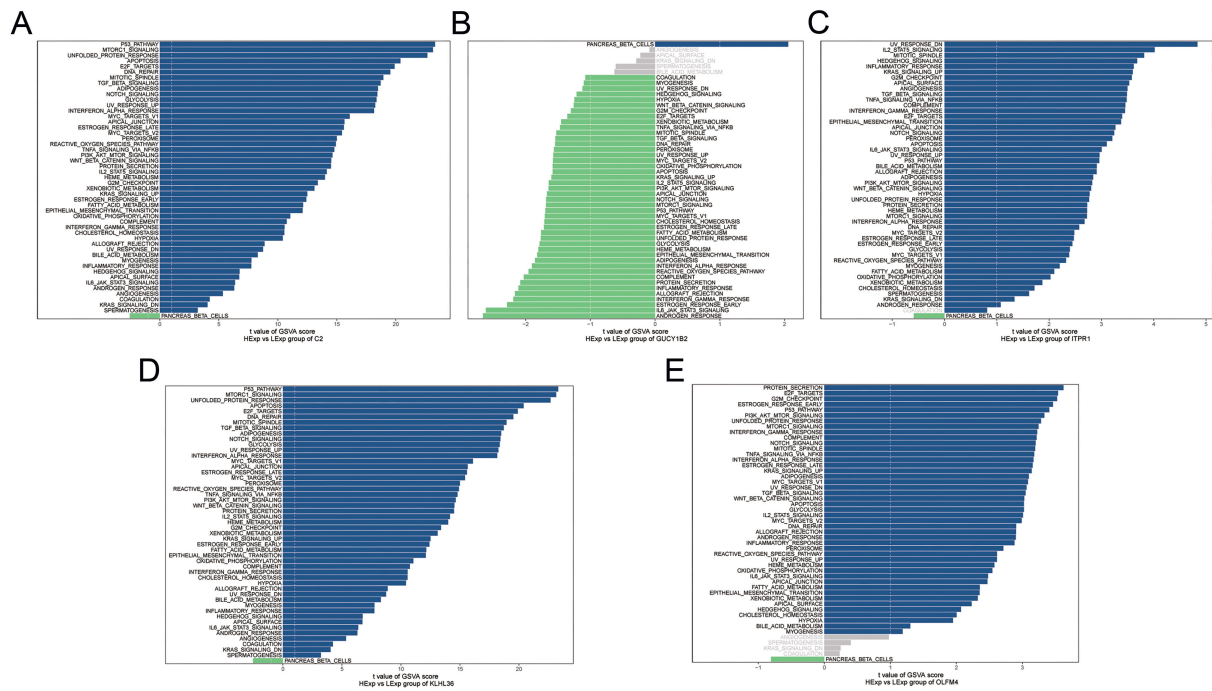 A
P53_PATHWAY
MTORC1_SIGNALING
UNFOLDED_PROTEIN_RESPONSE
APOPTOSIS
E2F_TARGETS
DNA_REPAIR
MITOTIC_SPINDLE
TGF_BETA_SIGNALING
ADIPOGENESIS
NOTCH_SIGNALING
GLYCOLYSIS
UV_RESPONSE_UP
INTERFERON_ALPHA_RESPONSE
MYC_TARGETS_V1
APICAL_JUNCTION
ESTROGEN_RESPONSE_LATE
MYC_TARGETS_V2
PEROXISOME
REACTIVE_OXYGEN_SPECIES_PATHWAY
TNFA_SIGNALING_VIA_NFKB
PI3K_AKT_MTOR_SIGNALING
WNT_BETA_CATENIN_SIGNALING
PROTEIN_SECRETION
IL2_STAT5_SIGNALING
HEME_METABOLISM
G2M_CHECKPOINT
XENOBIOTIC_METABOLISM
KRAS_SIGNALING_UP
ESTROGEN_RESPONSE_EARLY
FATTY_ACID_METABOLISM
EPITHELIAL_MESENCHYMAL_TRANSITION
OXIDATIVE_PHOSPHORYLATION
COMPLEMENT
INTERFERON_GAMMA_RESPONSE
CHOLESTEROL_HOMEOSTASIS
HYPOXIA
ALLOGRAFT_REJECTION
UV_RESPONSE_DN
BILE_ACID_METABOLISM
MYOGENESIS
INFLAMMATORY_RESPONSE
HEDGEHOG_SIGNALING
APICAL_SURFACE
IL6_JAK_STAT3_SIGNALING
ANDROGEN_RESPONSE
ANGIOGENESIS
COAGULATION
KRAS_SIGNALING_DN
SPERMATOGENESIS
PANCREAS_BETA_CELLS
0 5 10 15 20
t value of GSVA score
HExp vs LExp group of C2
B
PANCREAS_BETA_CELLS
ANGIOGENESIS
APICAL_SURFACE
KRAS_SIGNALING_DN
SPERMATOGENESIS
BILE_ACID_METABOLISM
COAGULATION
MYOGENESIS
UV_RESPONSE_DN
HEDGEHOG_SIGNALING
HYPOXIA
WNT_BETA_CATENIN_SIGNALING
G2M_CHECKPOINT
E2F_TARGETS
XENOBIOTIC_METABOLISM
TNFA_SIGNALING_VIA_NFKB
MITOTIC_SPINDLE
TGF_BETA_SIGNALING
DNA_REPAIR
PEROXISOME
UV_RESPONSE_UP
MYC_TARGETS_V2
OXIDATIVE_PHOSPHORYLATION
APOPTOSIS
KRAS_SIGNALING_UP
IL2_STAT5_SIGNALING
PI3K_AKT_MTOR_SIGNALING
APICAL_JUNCTION
NOTCH_SIGNALING
MTORC1_SIGNALING
P53_PATHWAY
MYC_TARGETS_V1
CHOLESTEROL_HOMEOSTASIS
ESTROGEN_RESPONSE_LATE
FATTY_ACID_METABOLISM
UNFOLDED_PROTEIN_RESPONSE
GLYCOLYSIS
HEME_METABOLISM
EPITHELIAL_MESENCHYMAL_TRANSITION
ADIPOGENESIS
INTERFERON_ALPHA_RESPONSE
REACTIVE_OXYGEN_SPECIES_PATHWAY
COMPLEMENT
PROTEIN_SECRETION
INFLAMMATORY_RESPONSE
ALLOGRAFT_REJECTION
INTERFERON_GAMMA_RESPONSE
ESTROGEN_RESPONSE_EARLY
IL6_JAK_STAT3_SIGNALING
ANDROGEN_RESPONSE
−2 −1 0 1 2
t value of GSVA score
HExp vs LExp group of GUCY1B2
C
UV_RESPONSE_DN
IL2_STAT5_SIGNALING
MITOTIC_SPINDLE
HEDGEHOG_SIGNALING
INFLAMMATORY_RESPONSE
KRAS_SIGNALING_UP
G2M_CHECKPOINT
APICAL_SURFACE
ANGIOGENESIS
TGF_BETA_SIGNALING
TNFA_SIGNALING_VIA_NFKB
COMPLEMENT
INTERFERON_GAMMA_RESPONSE
E2F_TARGETS
EPITHELIAL_MESENCHYMAL_TRANSITION
APICAL_JUNCTION
NOTCH_SIGNALING
PEROXISOME
APOPTOSIS
IL6_JAK_STAT3_SIGNALING
UV_RESPONSE_UP
P53_PATHWAY
BILE_ACID_METABOLISM
ALLOGRAFT_REJECTION
ADIPOGENESIS
PI3K_AKT_MTOR_SIGNALING
WNT_BETA_CATENIN_SIGNALING
HYPOXIA
UNFOLDED_PROTEIN_RESPONSE
PROTEIN_SECRETION
HEME_METABOLISM
MTORC1_SIGNALING
INTERFERON_ALPHA_RESPONSE
DNA_REPAIR
MYC_TARGETS_V2
ESTROGEN_RESPONSE_LATE
ESTROGEN_RESPONSE_EARLY
GLYCOLYSIS
MYC_TARGETS_V1
REACTIVE_OXYGEN_SPECIES_PATHWAY
MYOGENESIS
FATTY_ACID_METABOLISM
OXIDATIVE_PHOSPHORYLATION
XENOBIOTIC_METABOLISM
CHOLESTEROL_HOMEOSTASIS
SPERMATOGENESIS
KRAS_SIGNALING_DN
ANDROGEN_RESPONSE
COAGULATION
PANCREAS_BETA_CELLS
0 1 2 3 4 5
t value of GSVA score
HExp vs LExp group of ITPR1
D
P53_PATHWAY
MTORC1_SIGNALING
UNFOLDED_PROTEIN_RESPONSE
APOPTOSIS
E2F_TARGETS
DNA_REPAIR
MITOTIC_SPINDLE
TGF_BETA_SIGNALING
ADIPOGENESIS
NOTCH_SIGNALING
GLYCOLYSIS
UV_RESPONSE_UP
INTERFERON_ALPHA_RESPONSE
MYC_TARGETS_V1
APICAL_JUNCTION
ESTROGEN_RESPONSE_LATE
MYC_TARGETS_V2
PEROXISOME
REACTIVE_OXYGEN_SPECIES_PATHWAY
TNFA_SIGNALING_VIA_NFKB
PI3K_AKT_MTOR_SIGNALING
WNT_BETA_CATENIN_SIGNALING
PROTEIN_SECRETION
IL2_STAT5_SIGNALING
HEME_METABOLISM
G2M_CHECKPOINT
XENOBIOTIC_METABOLISM
KRAS_SIGNALING_UP
ESTROGEN_RESPONSE_EARLY
FATTY_ACID_METABOLISM
EPITHELIAL_MESENCHYMAL_TRANSITION
OXIDATIVE_PHOSPHORYLATION
COMPLEMENT
INTERFERON_GAMMA_RESPONSE
CHOLESTEROL_HOMEOSTASIS
HYPOXIA
ALLOGRAFT_REJECTION
UV_RESPONSE_DN
BILE_ACID_METABOLISM
MYOGENESIS
INFLAMMATORY_RESPONSE
HEDGEHOG_SIGNALING
APICAL_SURFACE
IL6_JAK_STAT3_SIGNALING
ANDROGEN_RESPONSE
ANGIOGENESIS
COAGULATION
KRAS_SIGNALING_DN
SPERMATOGENESIS
PANCREAS_BETA_CELLS
0 5 10 15 20
t value of GSVA score
HExp vs LExp group of KLHL36
E
PROTEIN_SECRETION
E2F_TARGETS
G2M_CHECKPOINT
ESTROGEN_RESPONSE_EARLY
P53_PATHWAY
PI3K_AKT_MTOR_SIGNALING
UNFOLDED_PROTEIN_RESPONSE
MTORC1_SIGNALING
INTERFERON_GAMMA_RESPONSE
COMPLEMENT
NOTCH_SIGNALING
MITOTIC_SPINDLE
TNFA_SIGNALING_VIA_NFKB
INTERFERON_ALPHA_RESPONSE
ESTROGEN_RESPONSE_LATE
KRAS_SIGNALING_UP
ADIPOGENESIS
MYC_TARGETS_V1
UV_RESPONSE_DN
TGF_BETA_SIGNALING
WNT_BETA_CATENIN_SIGNALING
APOPTOSIS
GLYCOLYSIS
IL2_STAT5_SIGNALING
MYC_TARGETS_V2
DNA_REPAIR
ALLOGRAFT_REJECTION
ANDROGEN_RESPONSE
INFLAMMATORY_RESPONSE
PEROXISOME
REACTIVE_OXYGEN_SPECIES_PATHWAY
UV_RESPONSE_UP
HEME_METABOLISM
OXIDATIVE_PHOSPHORYLATION
IL6_JAK_STAT3_SIGNALING
APICAL_JUNCTION
FATTY_ACID_METABOLISM
EPITHELIAL_MESENCHYMAL_TRANSITION
XENOBIOTIC_METABOLISM
APICAL_SURFACE
HEDGEHOG_SIGNALING
CHOLESTEROL_HOMEOSTASIS
HYPOXIA
BILE_ACID_METABOLISM
MYOGENESIS
ANGIOGENESIS
SPERMATOGENESIS
KRAS_SIGNALING_DN
COAGULATION
PANCREAS_BETA_CELLS
−1 0 1 2 3
t value of GSVA score
HExp vs LExp group of OLFM4